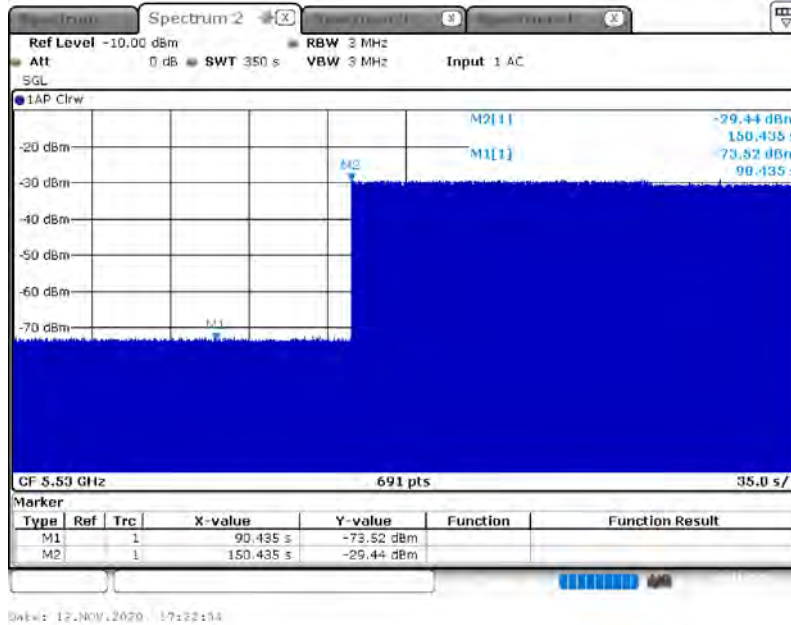 Spectrum 2 X X X
Ref Level -10.00 dBm RBW 3 MHz
Att 0 dB SWT 350 s VBW 3 MHz Input 1 AC
SGL
1AP Clrw
M2[1] -29.44 dBm
150.435 s
M1[1] -73.52 dBm
90.435 s
M2
-20 dBm
-30 dBm
-40 dBm
-50 dBm
-60 dBm
-70 dBm
M1
CF 5.53 GHz 691 pts 35.0 s/
Marker
Type Ref Trc X-value Y-value Function Function Result
M1 1 90.435 s -73.52 dBm
M2 1 150.435 s -29.44 dBm
Date: 12.NOV.2020 17:22:34